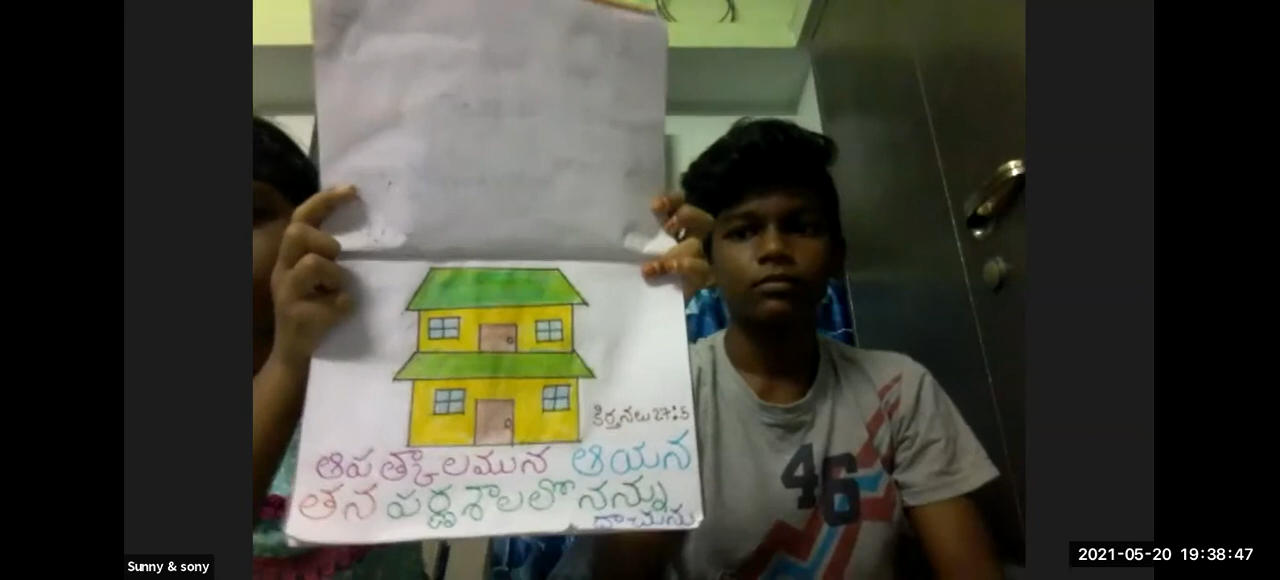 కీర్తనలు 27:5
ఆపత్కాలమున ఆయన
తన పర్ణశాలలో నన్ను
దాచును
46
Sunny & sony
2021-05-20 19:38:47